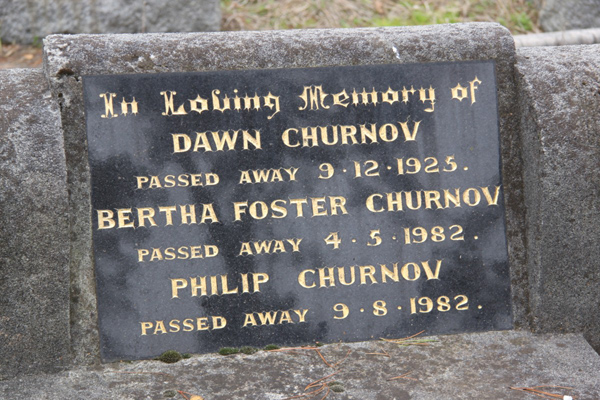 In Loving Memory of
DAWN CHURNOV
PASSED AWAY 9·12·1925.
BERTHA FOSTER CHURNOV
PASSED AWAY 4·5·1982.
PHILIP CHURNOV
PASSED AWAY 9·8·1982.